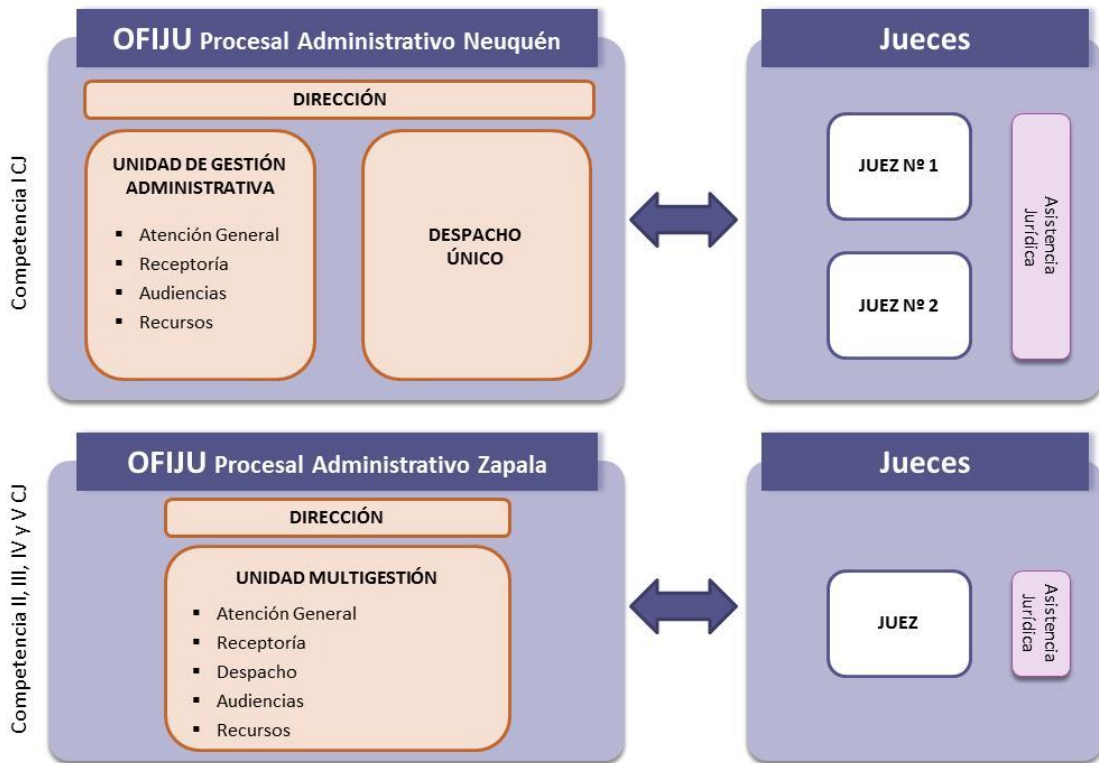 OFIJU Procesal Administrativo Neuquén
Jueces
Competencia I CJ
DIRECCIÓN
UNIDAD DE GESTIÓN
ADMINISTRATIVA
▪ Atención General
▪ Receptoría
▪ Audiencias
▪ Recursos
DESPACHO
ÚNICO
JUEZ Nº 1
JUEZ Nº 2
Asistencia
Jurídica
OFIJU Procesal Administrativo Zapala
Jueces
Competencia II, III, IV y V CJ
DIRECCIÓN
UNIDAD MULTIGESTIÓN
▪ Atención General
▪ Receptoría
▪ Despacho
▪ Audiencias
▪ Recursos
JUEZ
Asistencia
Jurídica